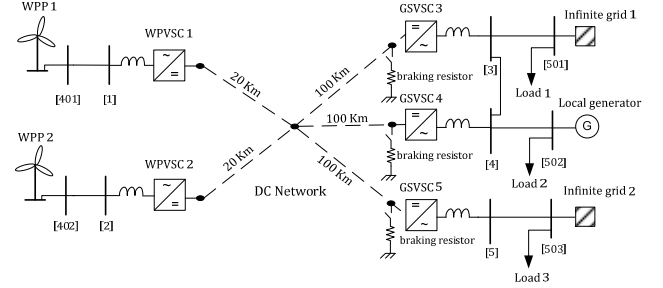 WPP 1
WPVSC 1
~
=
[401]
[1]
20 Km
WPP 2
WPVSC 2
~
=
[402]
[2]
20 Km
DC Network
100 Km
100 Km
100 Km
GSVSC 3
=
~
braking resistor
[3]
[501]
Load 1
Infinite grid 1
GSVSC 4
=
~
braking resistor
[4]
[502]
Load 2
Local generator
G
GSVSC 5
=
~
braking resistor
[5]
[503]
Load 3
Infinite grid 2